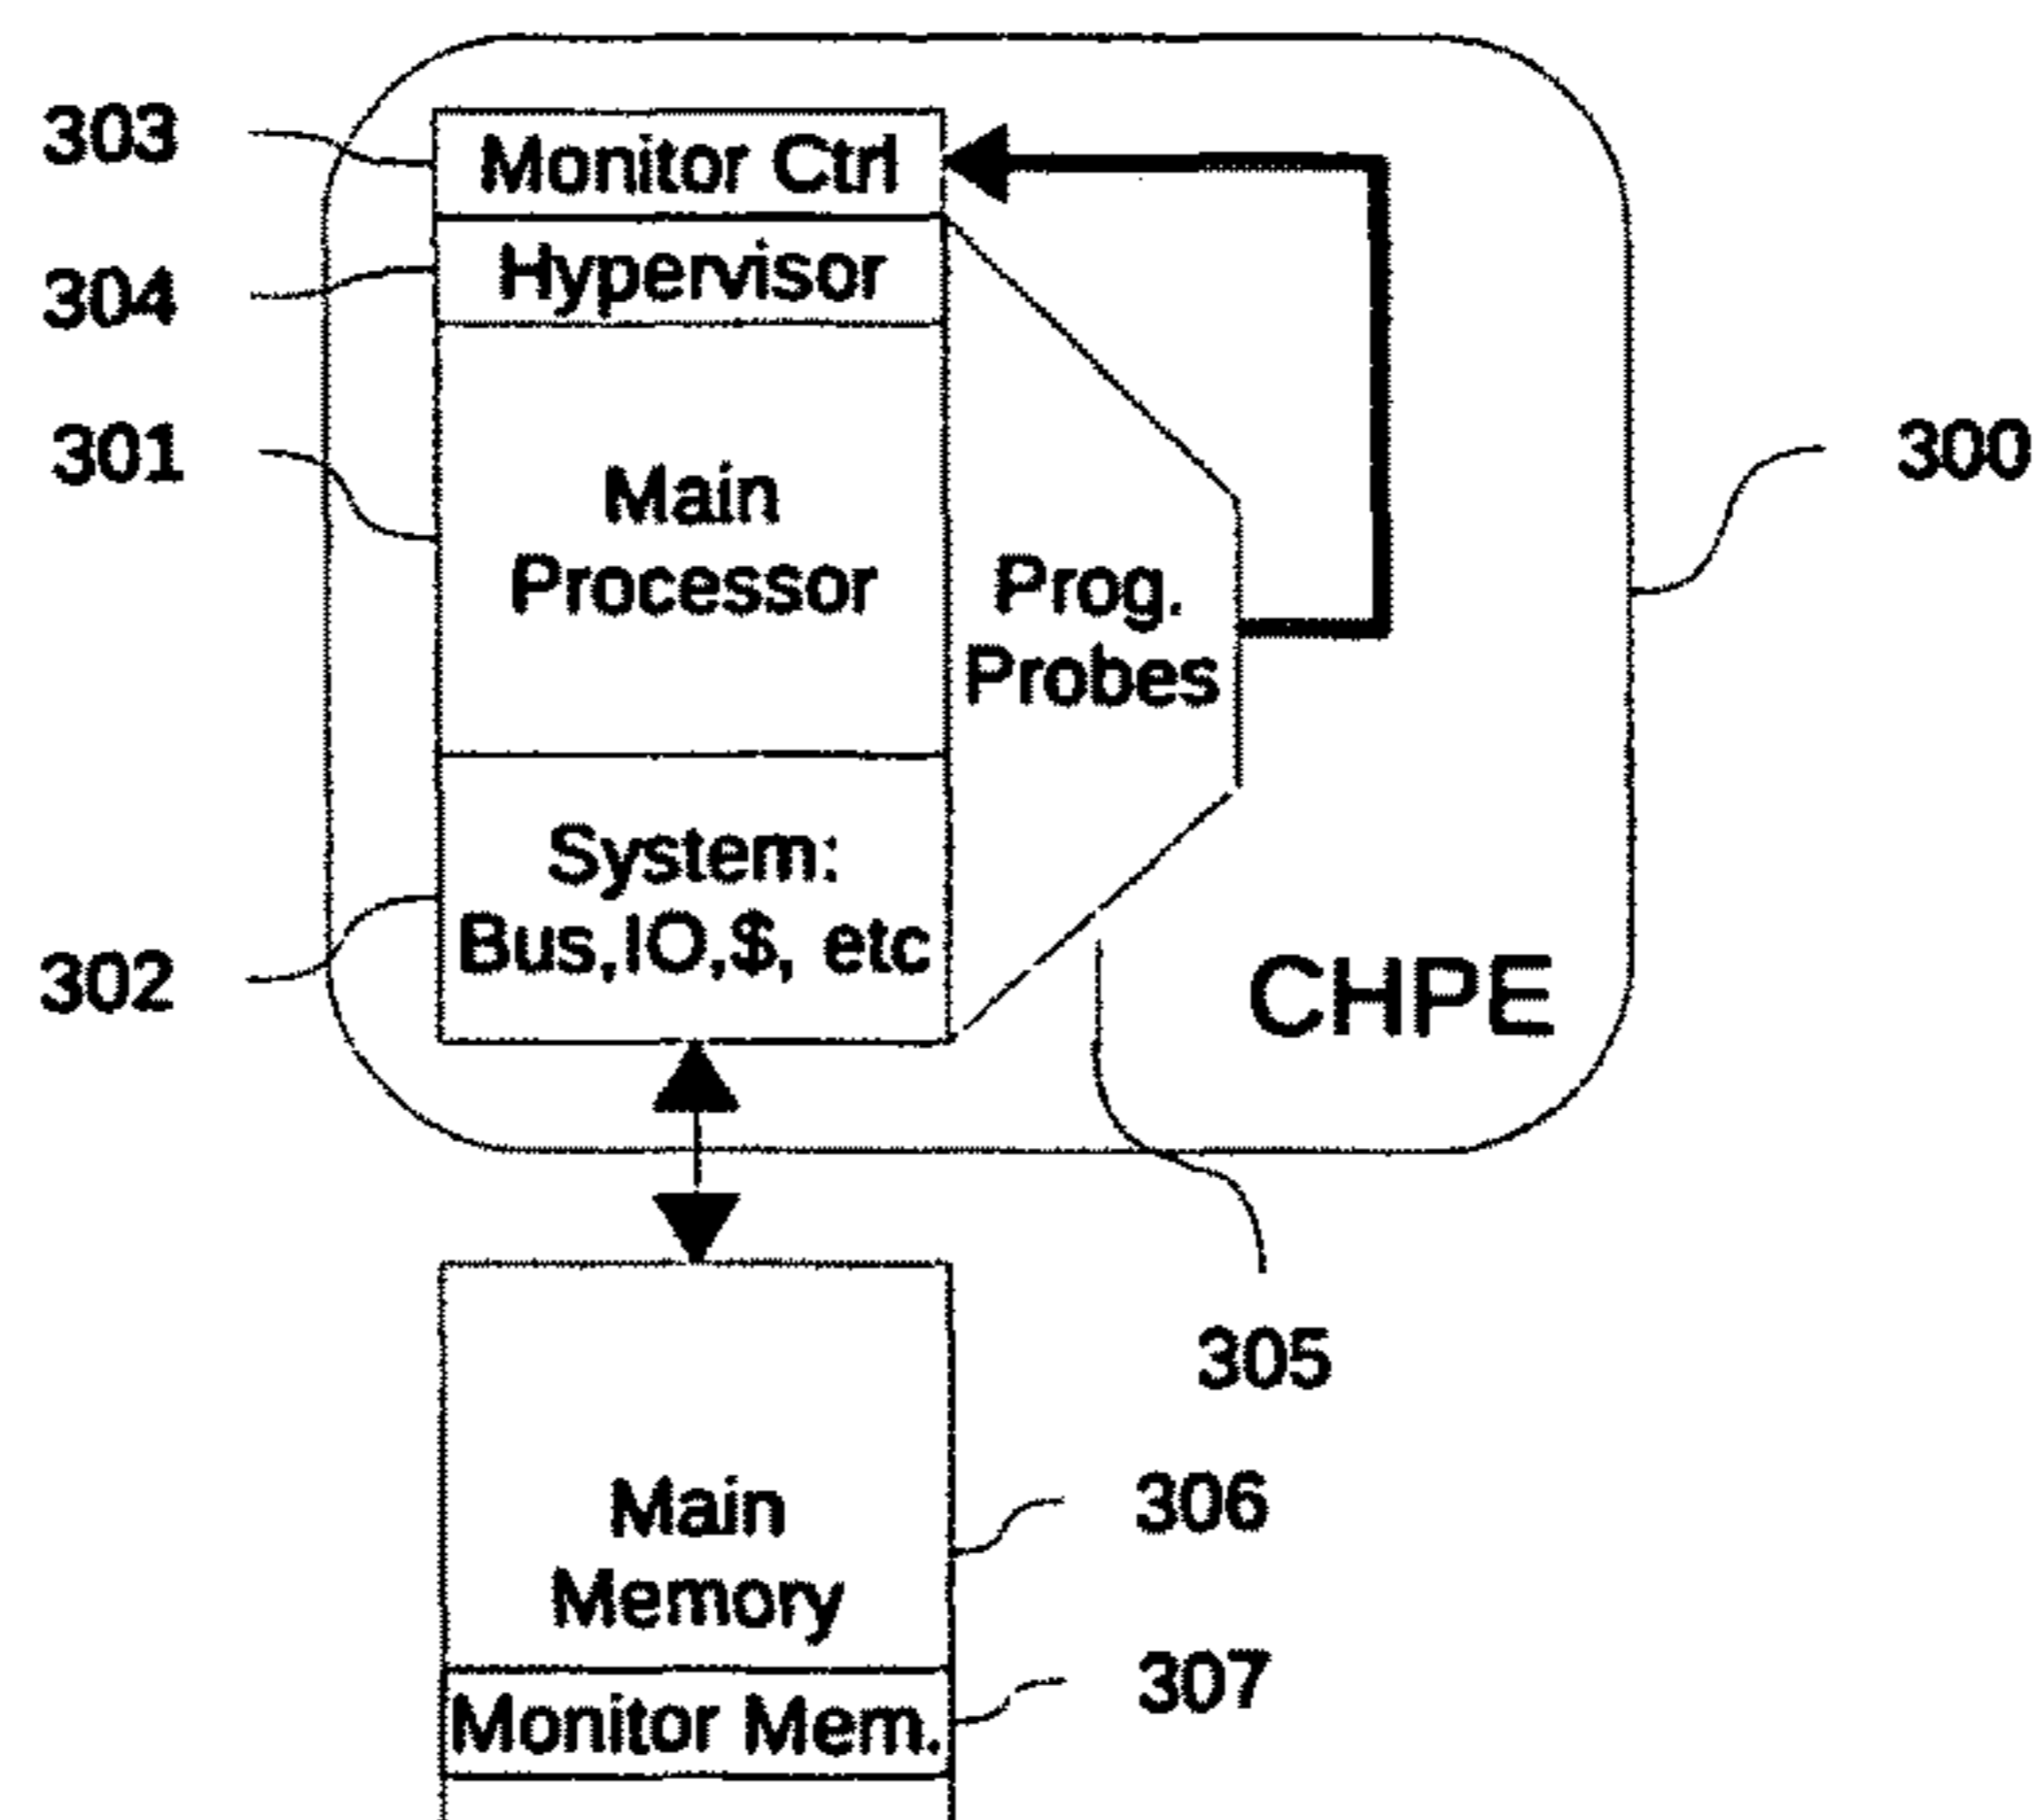 303
Monitor Ctrl
304
Hypervisor
301
Main
Processor
300
Prog.
Probes
System:
Bus,IO,$, etc
302
CHPE
305
Main
Memory
306
Monitor Mem.
307